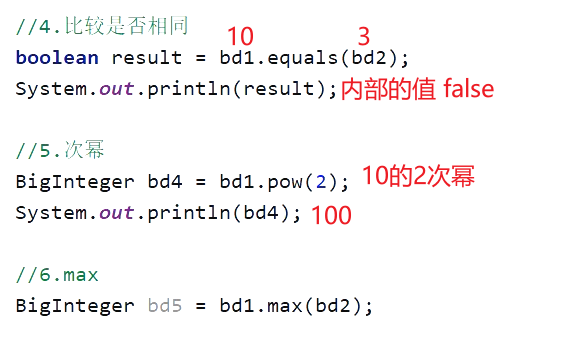 //4.比较是否相同
10 3
boolean result = bd1.equals(bd2);
System.out.println(result);内部的值 false
//5.次幂
BigInteger bd4 = bd1.pow(2); 10的2次幂
System.out.println(bd4); 100
//6.max
BigInteger bd5 = bd1.max(bd2);